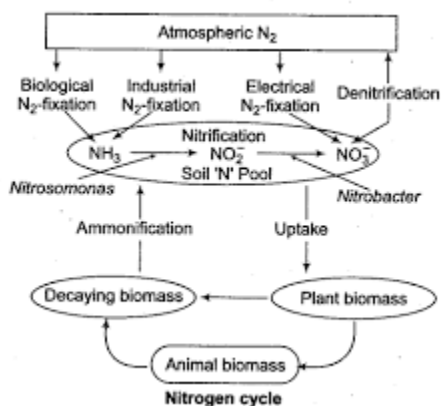 Atmospheric N₂
Biological
N₂-fixation
Industrial
N₂-fixation
Electrical
N₂-fixation
Denitrification
Nitrification
NH₃
NO₂⁻
NO₃⁻
Soil 'N' Pool
Nitrosomonas
Nitrobacter
Ammonification
Uptake
Decaying biomass
Plant biomass
Animal biomass
Nitrogen cycle